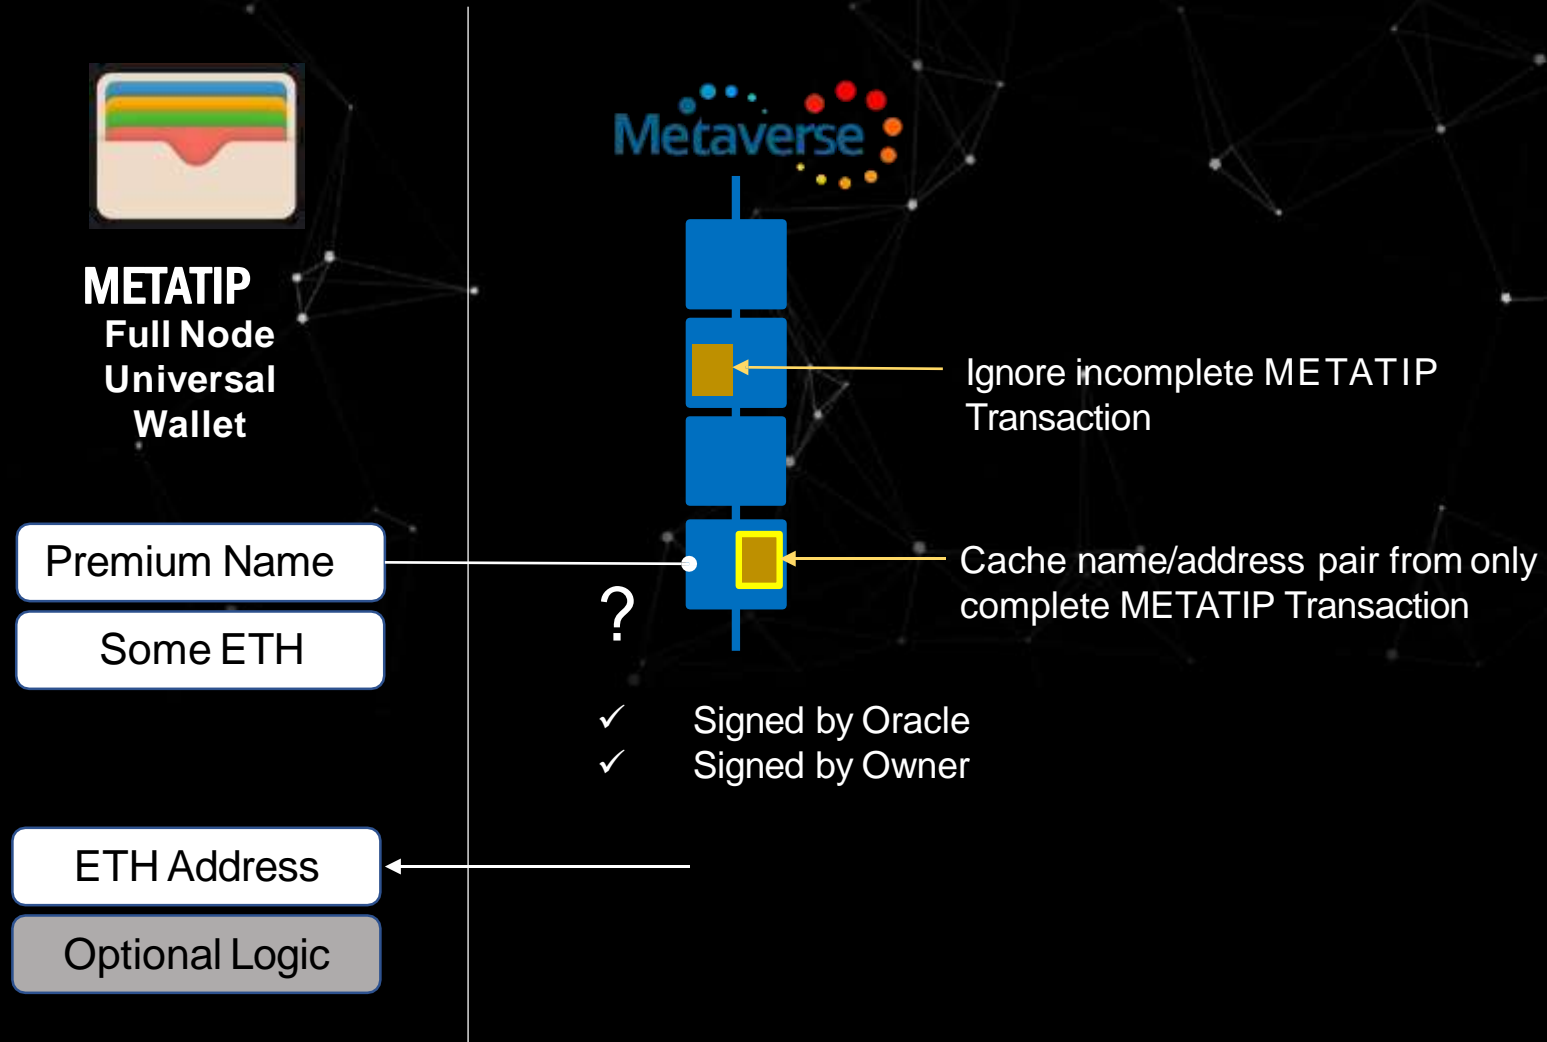 Metaverse
METATIP
Full Node
Universal
Wallet
Ignore incomplete METATIP
Transaction
Premium Name
Some ETH
?
Cache name/address pair from only
complete METATIP Transaction
✓ Signed by Oracle
✓ Signed by Owner
ETH Address
Optional Logic